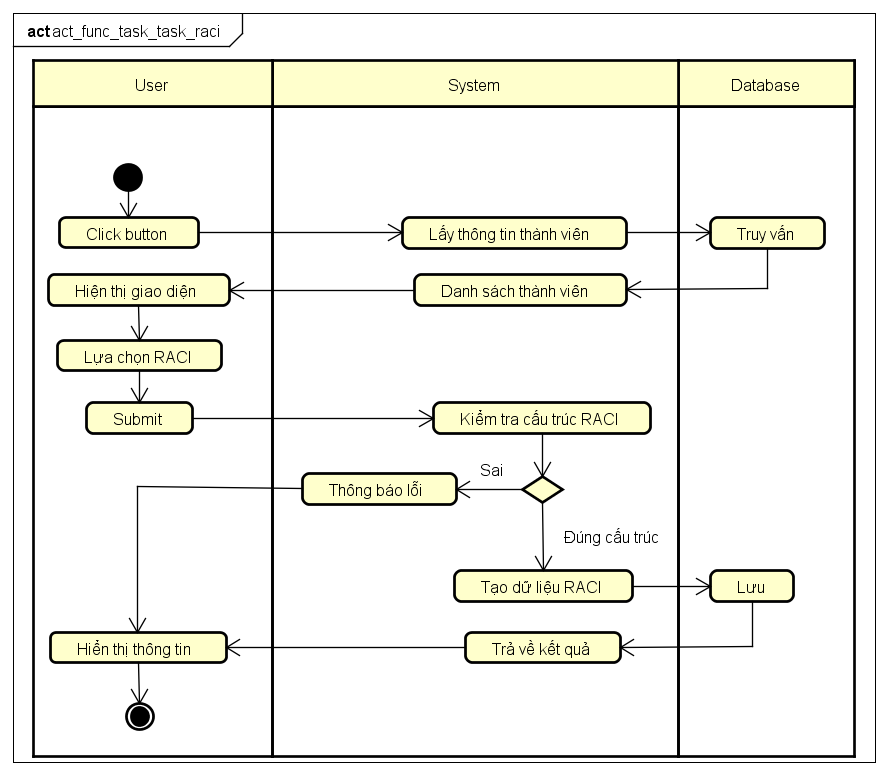 act act_func_task_task_raci
User
System
Database
Click button
Lấy thông tin thành viên
Truy vấn
Hiện thị giao diện
Danh sách thành viên
Lựa chọn RACI
Submit
Kiểm tra cấu trúc RACI
Sai
Thông báo lỗi
Đúng cấu trúc
Tạo dữ liệu RACI
Lưu
Hiển thị thông tin
Trả về kết quả